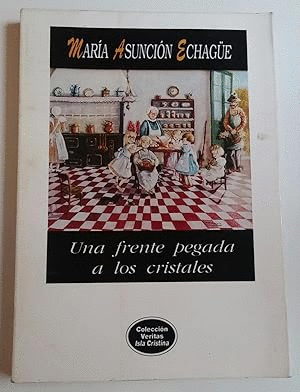 MARÍA ASUNCIÓN ECHAGÜE
Una frente pegada
a los cristales
Colección
Veritas
Isla Cristina